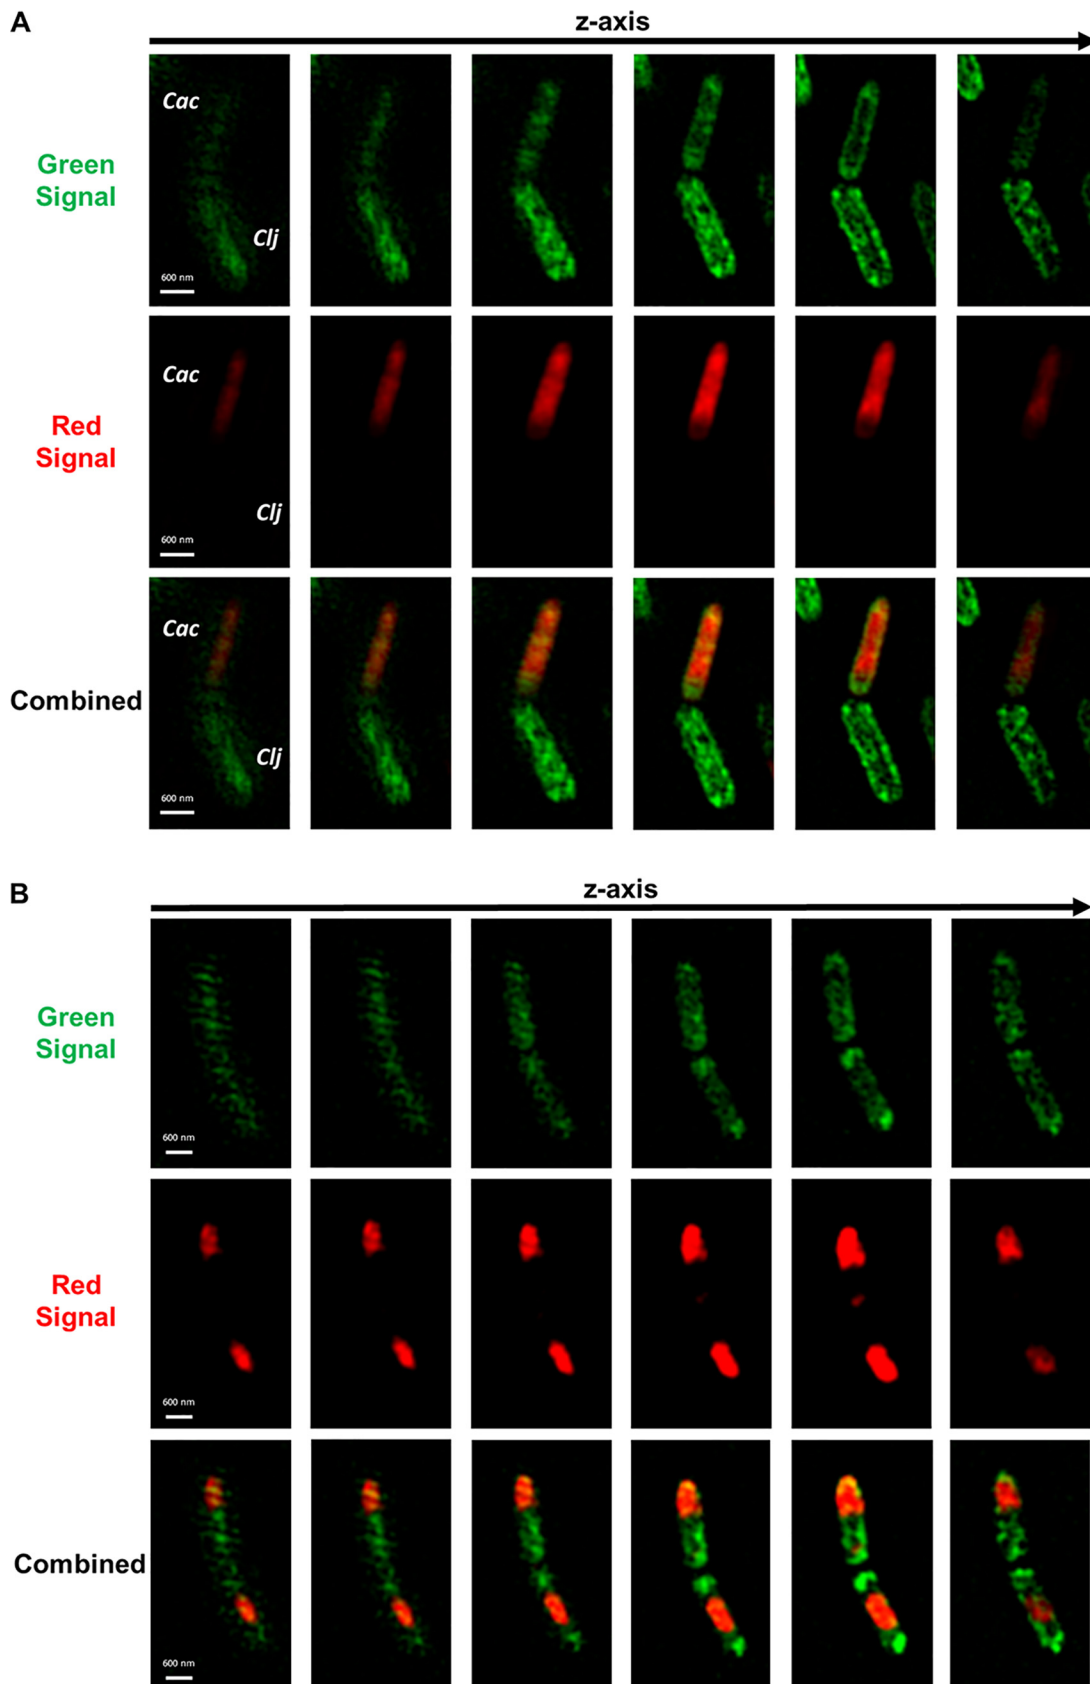 A
z-axis
Green
Signal
Cac
Clj
600 nm
Red
Signal
Cac
Clj
600 nm
Combined
Cac
Clj
600 nm
B
z-axis
Green
Signal
600 nm
Red
Signal
600 nm
Combined
600 nm